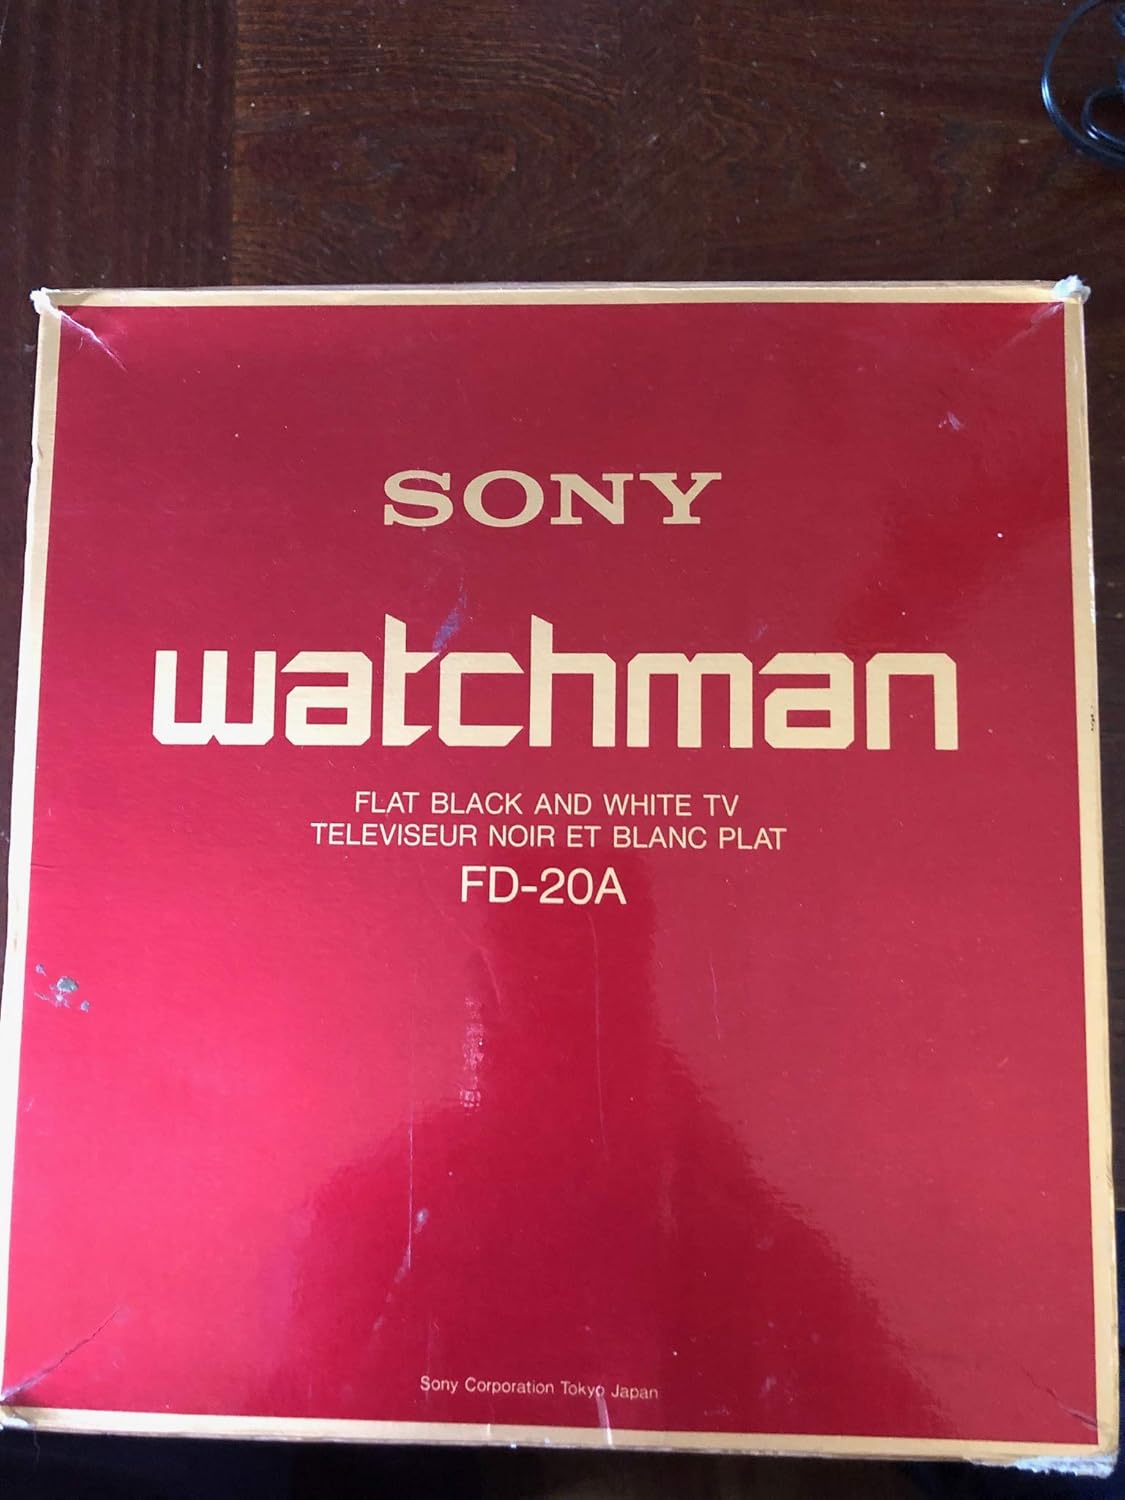 SONY
watchman
FLAT BLACK AND WHITE TV
TELEVISEUR NOIR ET BLANC PLAT
FD-20A
Sony Corporation Tokyo Japan